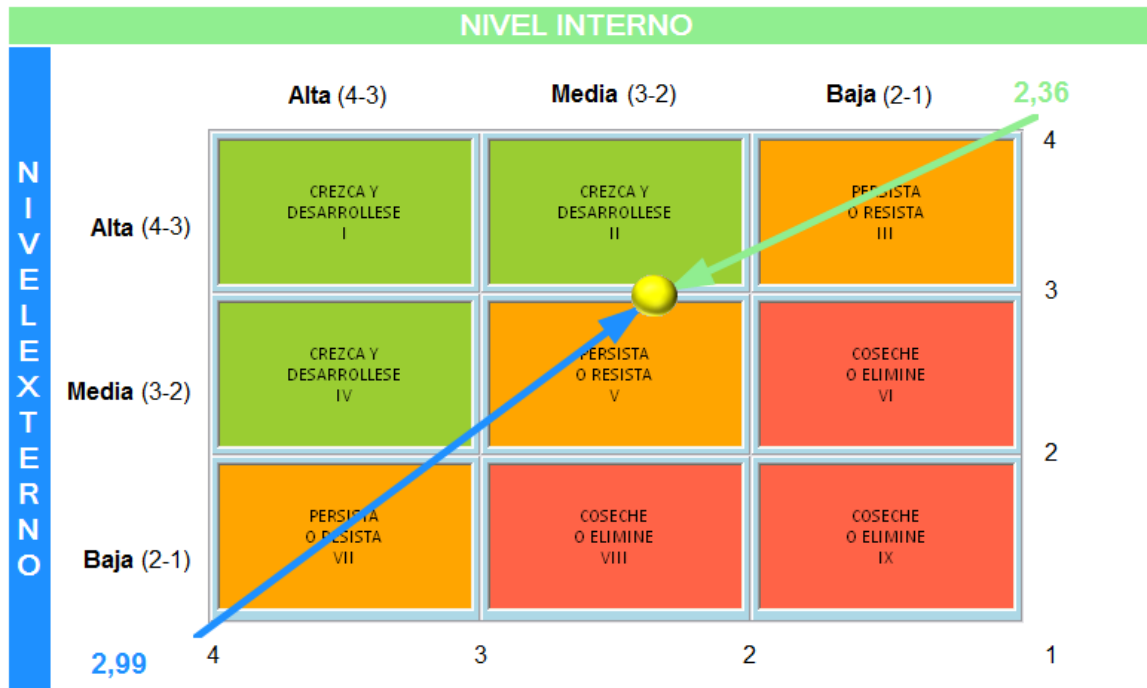 NIVEL INTERNO
NIVEL EXTERNO
Alta (4-3)
Media (3-2)
Baja (2-1)
2,36
Alta (4-3)
CREZCA Y
DESARROLLESE
I
CREZCA Y
DESARROLLESE
II
PERSISTA
O RESISTA
III
4
3
Media (3-2)
CREZCA Y
DESARROLLESE
IV
PERSISTA
O RESISTA
V
COSECHE
O ELIMINE
VI
2
Baja (2-1)
PERSISTA
O RESISTA
VII
COSECHE
O ELIMINE
VIII
COSECHE
O ELIMINE
IX
2,99
4
3
2
1